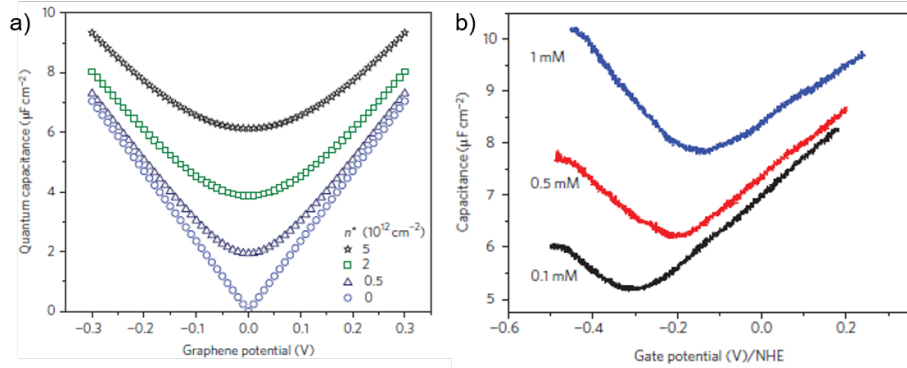 a)
Quantum capacitance (μF cm⁻²)
10
8
6
4
2
0
n* (10¹² cm⁻²)
5
2
0.5
0
−0.3 −0.2 −0.1 0.0 0.1 0.2 0.3
Graphene potential (V)
b)
Capacitance (μF cm⁻²)
10
9
8
7
6
5
1 mM
0.5 mM
0.1 mM
−0.6 −0.4 −0.2 0.0 0.2
Gate potential (V)/NHE